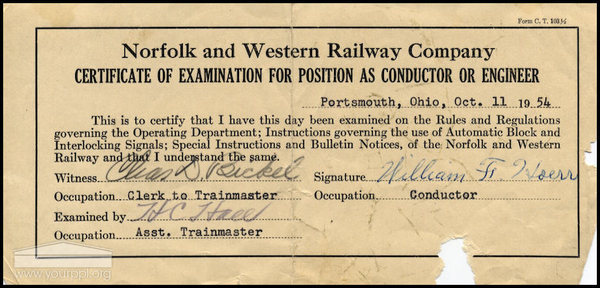 Form C. T. 103½
Norfolk and Western Railway Company
CERTIFICATE OF EXAMINATION FOR POSITION AS CONDUCTOR OR ENGINEER
Portsmouth, Ohio, Oct. 11 1954
This is to certify that I have this day been examined on the Rules and Regulations
governing the Operating Department; Instructions governing the use of Automatic Block and
Interlocking Signals; Special Instructions and Bulletin Notices, of the Norfolk and Western
Railway and that I understand the same.
Witness Chas D. Bickel Signature William F. Hoerr
Occupation Clerk to Trainmaster Occupation Conductor
Examined by H C Hall
Occupation Asst. Trainmaster
www.yourppl.org